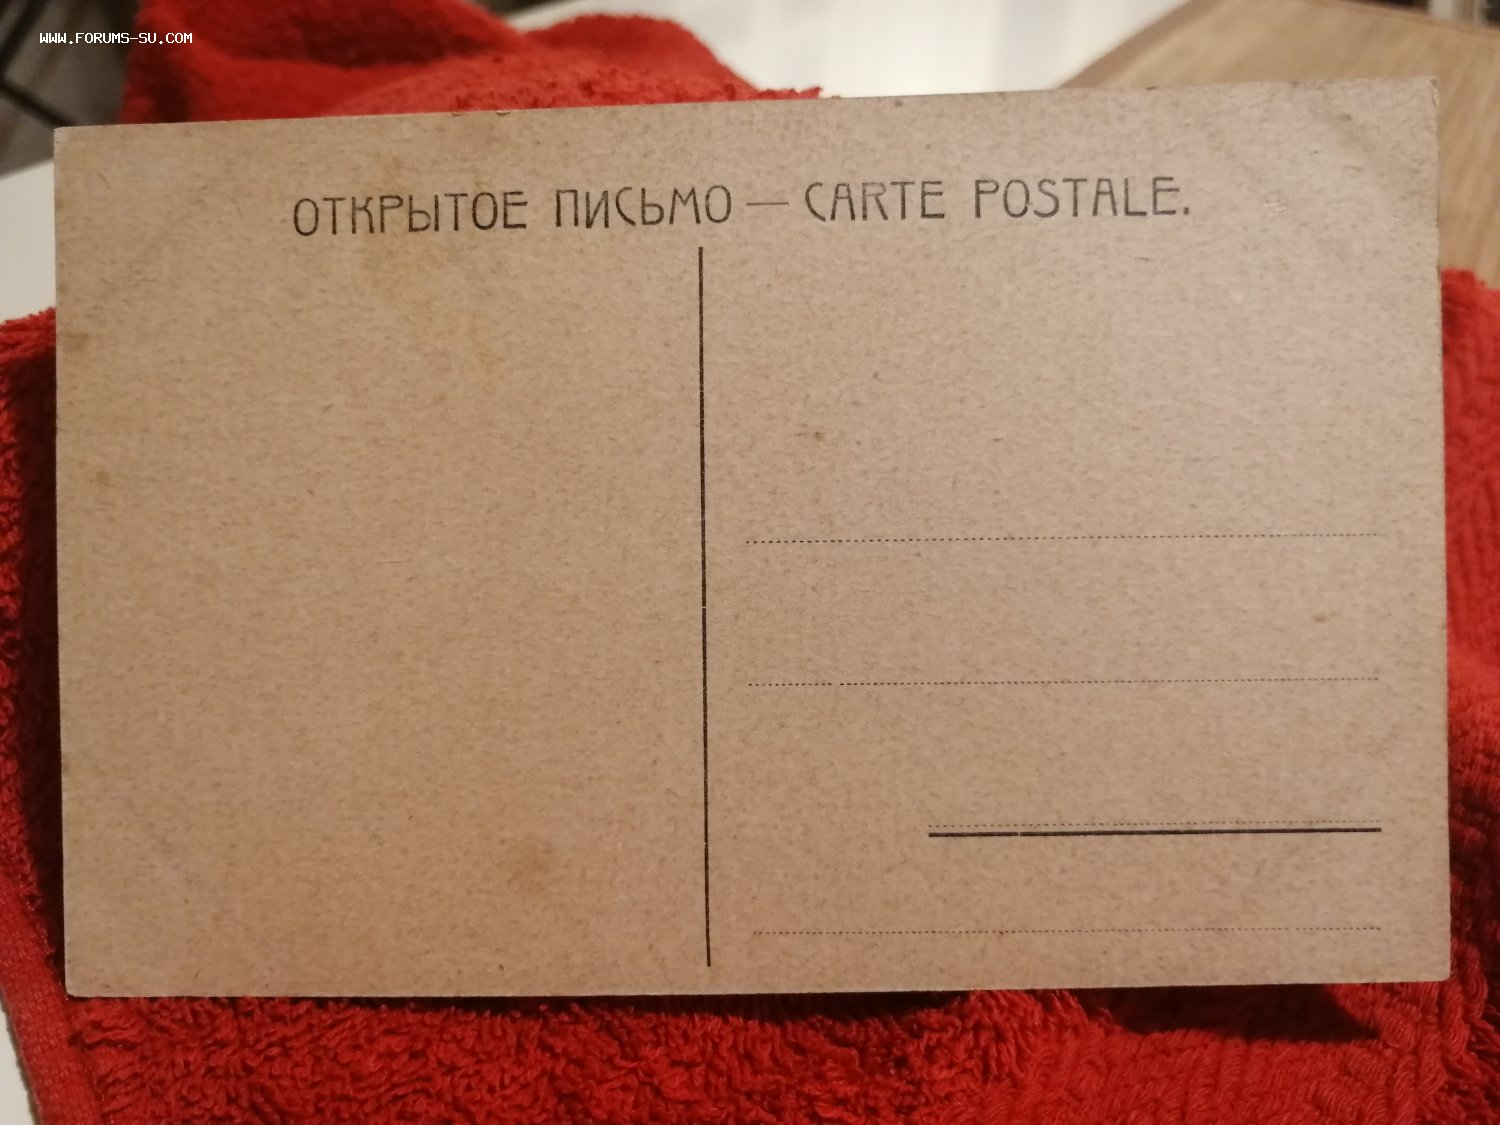 WWW.FORUMS-SU.COM
ОТКРЫТОЕ ПИСЬМО — CARTE POSTALE.